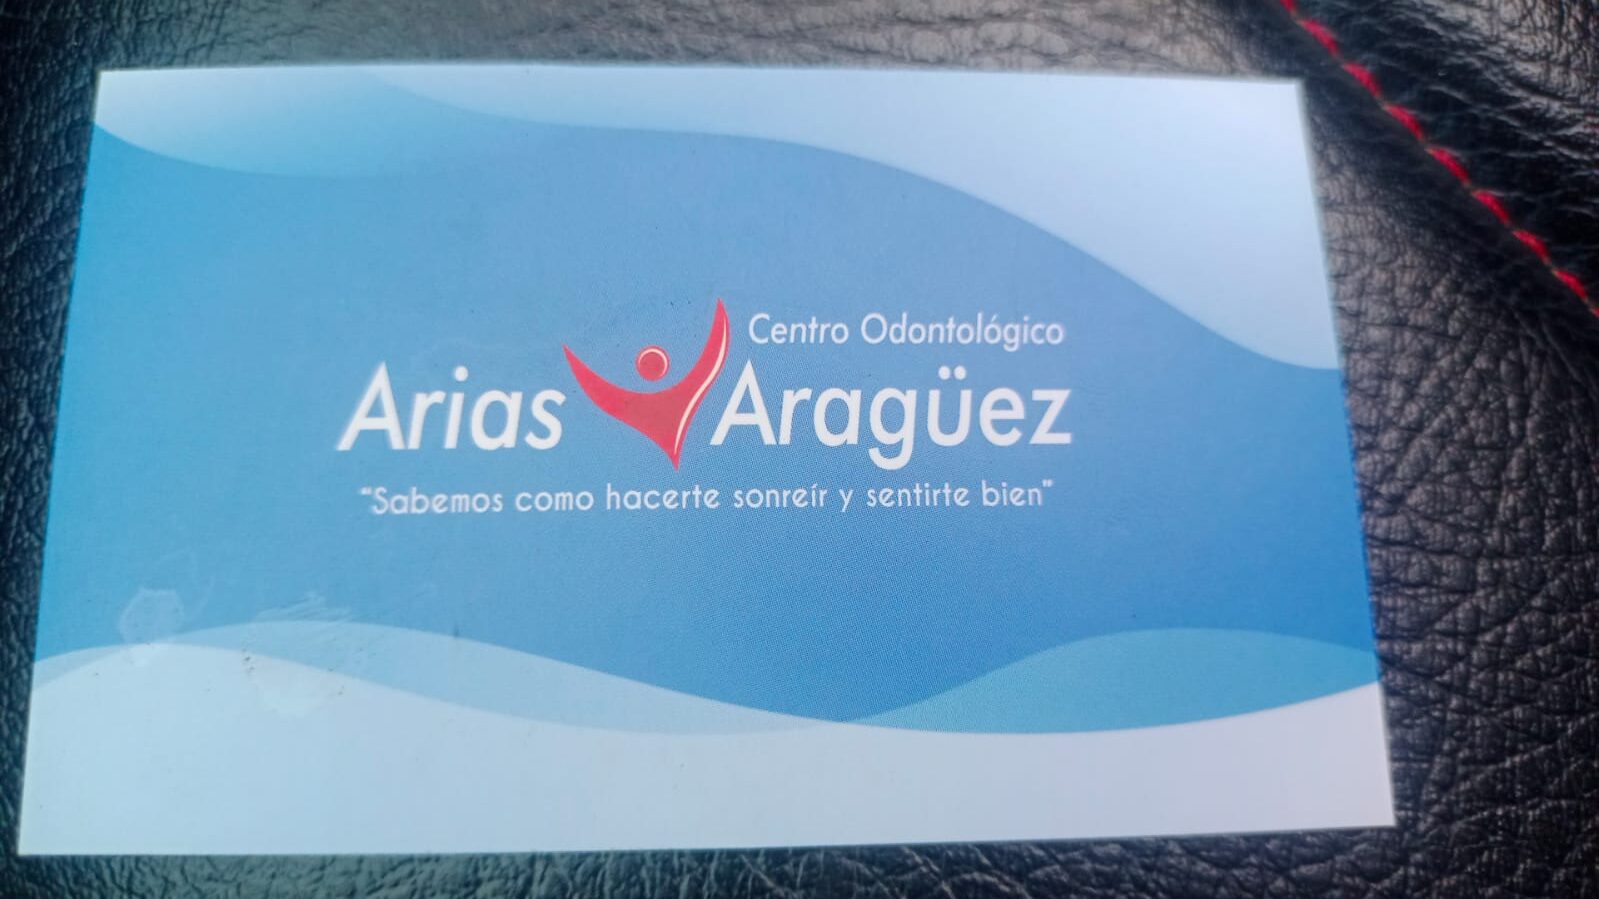 Centro Odontológico
Arias Aragüez
"Sabemos como hacerte sonreír y sentirte bien"